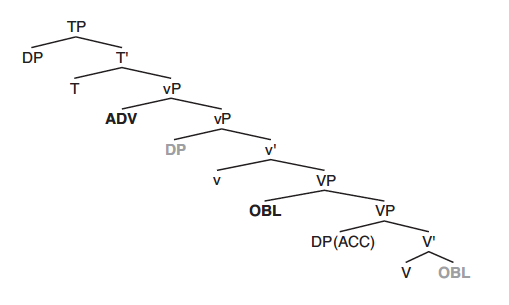 TP
DP T'
T vP
ADV vP
DP v'
v VP
OBL VP
DP(ACC) V'
V OBL